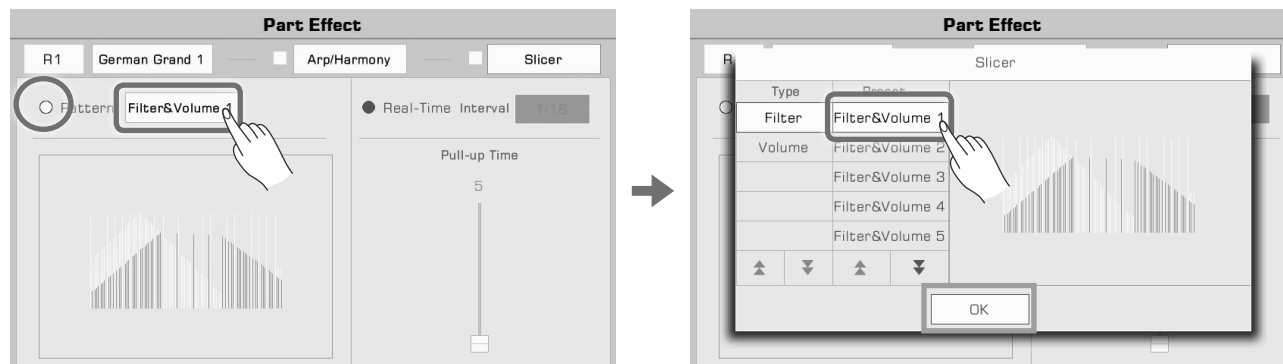 Part Effect
R1 German Grand 1 Arp/Harmony Slicer
Pattern Filter&Volume 1 Real-Time Interval 1/16
Pull-up Time
5
Part Effect
R
Slicer
Type Preset
Filter Filter&Volume 1
Volume Filter&Volume 2
Filter&Volume 3
Filter&Volume 4
Filter&Volume 5
OK